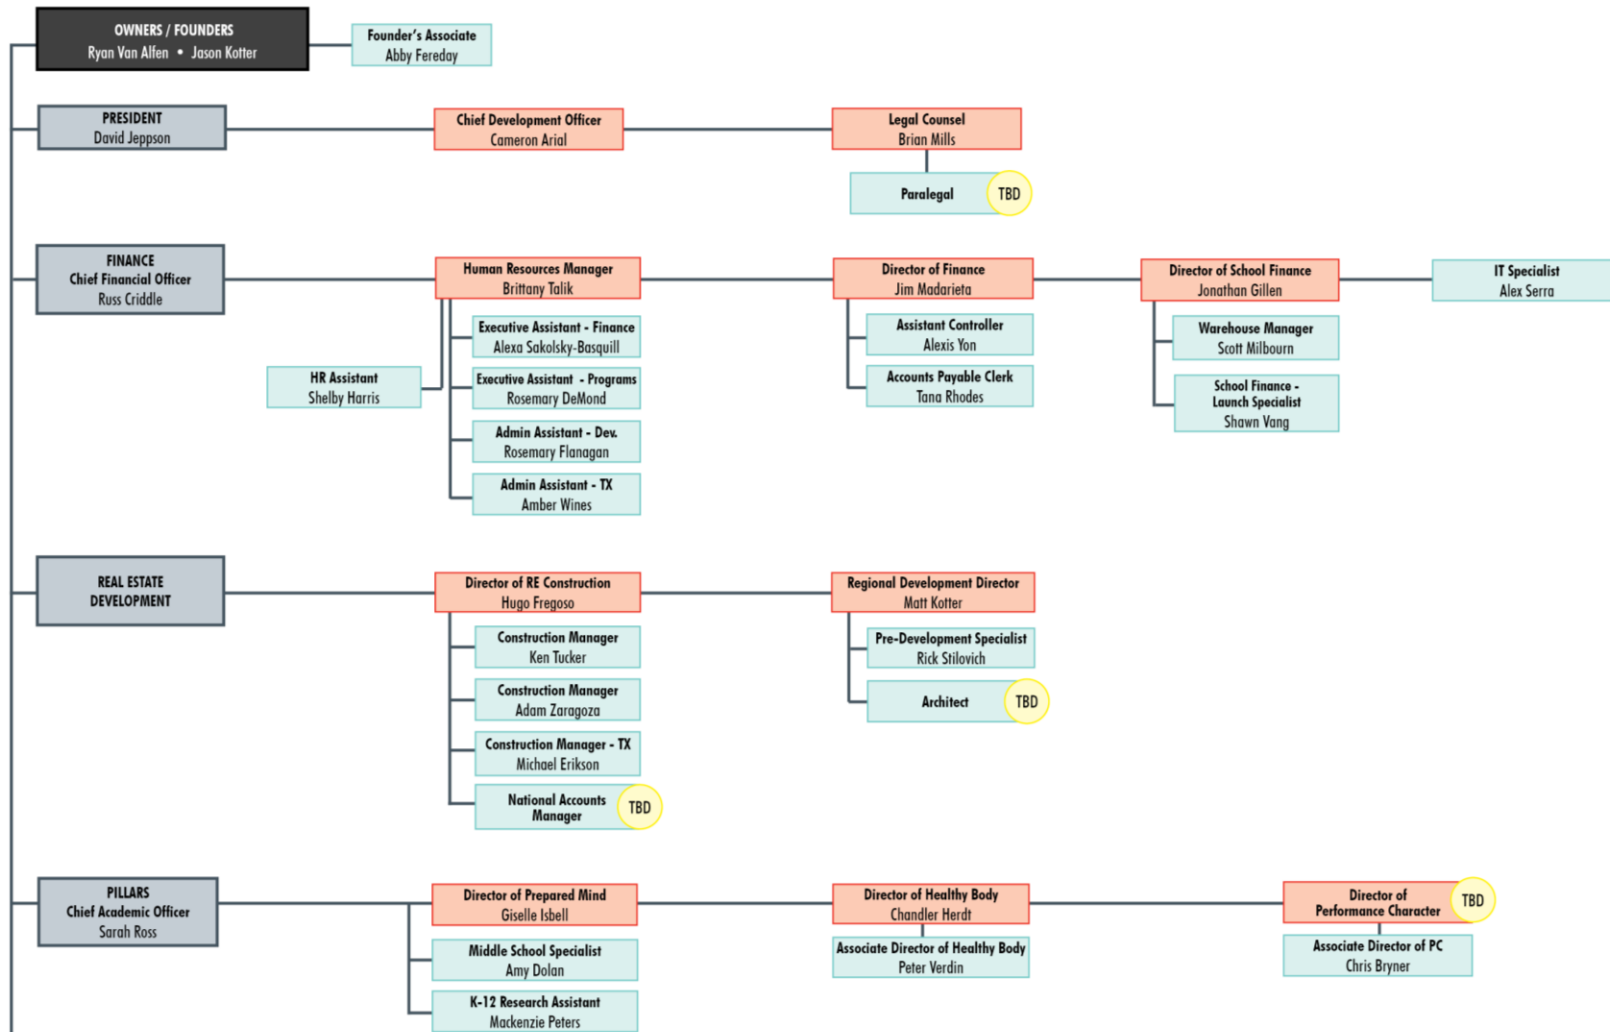 OWNERS / FOUNDERS
Ryan Van Alfen • Jason Kotter
Founder's Associate
Abby Fereday
PRESIDENT
David Jeppson
Chief Development Officer
Cameron Arial
Legal Counsel
Brian Mills
Paralegal
TBD
FINANCE
Chief Financial Officer
Russ Criddle
Human Resources Manager
Brittany Talik
Director of Finance
Jim Madarieta
Director of School Finance
Jonathan Gillen
IT Specialist
Alex Serra
HR Assistant
Shelby Harris
Executive Assistant - Finance
Alexa Sakolsky-Basquill
Executive Assistant - Programs
Rosemary DeMond
Admin Assistant - Dev.
Rosemary Flanagan
Admin Assistant - TX
Amber Wines
Assistant Controller
Alexis Yon
Accounts Payable Clerk
Tana Rhodes
Warehouse Manager
Scott Milbourn
School Finance -
Launch Specialist
Shawn Vang
REAL ESTATE
DEVELOPMENT
Director of RE Construction
Hugo Fregoso
Regional Development Director
Matt Kotter
Construction Manager
Ken Tucker
Construction Manager
Adam Zaragoza
Construction Manager - TX
Michael Erikson
National Accounts
Manager
TBD
Pre-Development Specialist
Rick Stilovich
Architect
TBD
PILLARS
Chief Academic Officer
Sarah Ross
Director of Prepared Mind
Giselle Isbell
Director of Healthy Body
Chandler Herdt
Director of
Performance Character
TBD
Middle School Specialist
Amy Dolan
K-12 Research Assistant
Mackenzie Peters
Associate Director of Healthy Body
Peter Verdin
Associate Director of PC
Chris Bryner